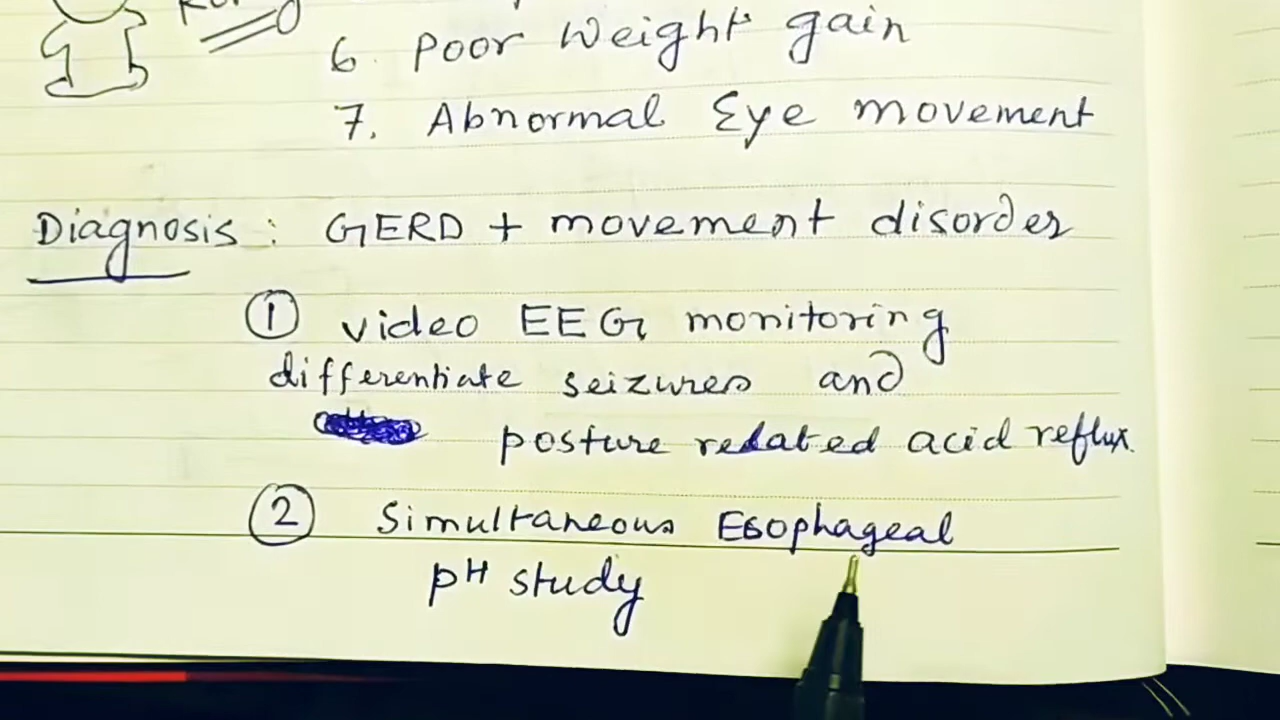 6. Poor Weight gain
7. Abnormal Eye movement
Diagnosis: GERD + movement disorder
① video EEG monitoring
differentiate seizures and
posture related acid reflux.
② Simultaneous Esophageal
pH study